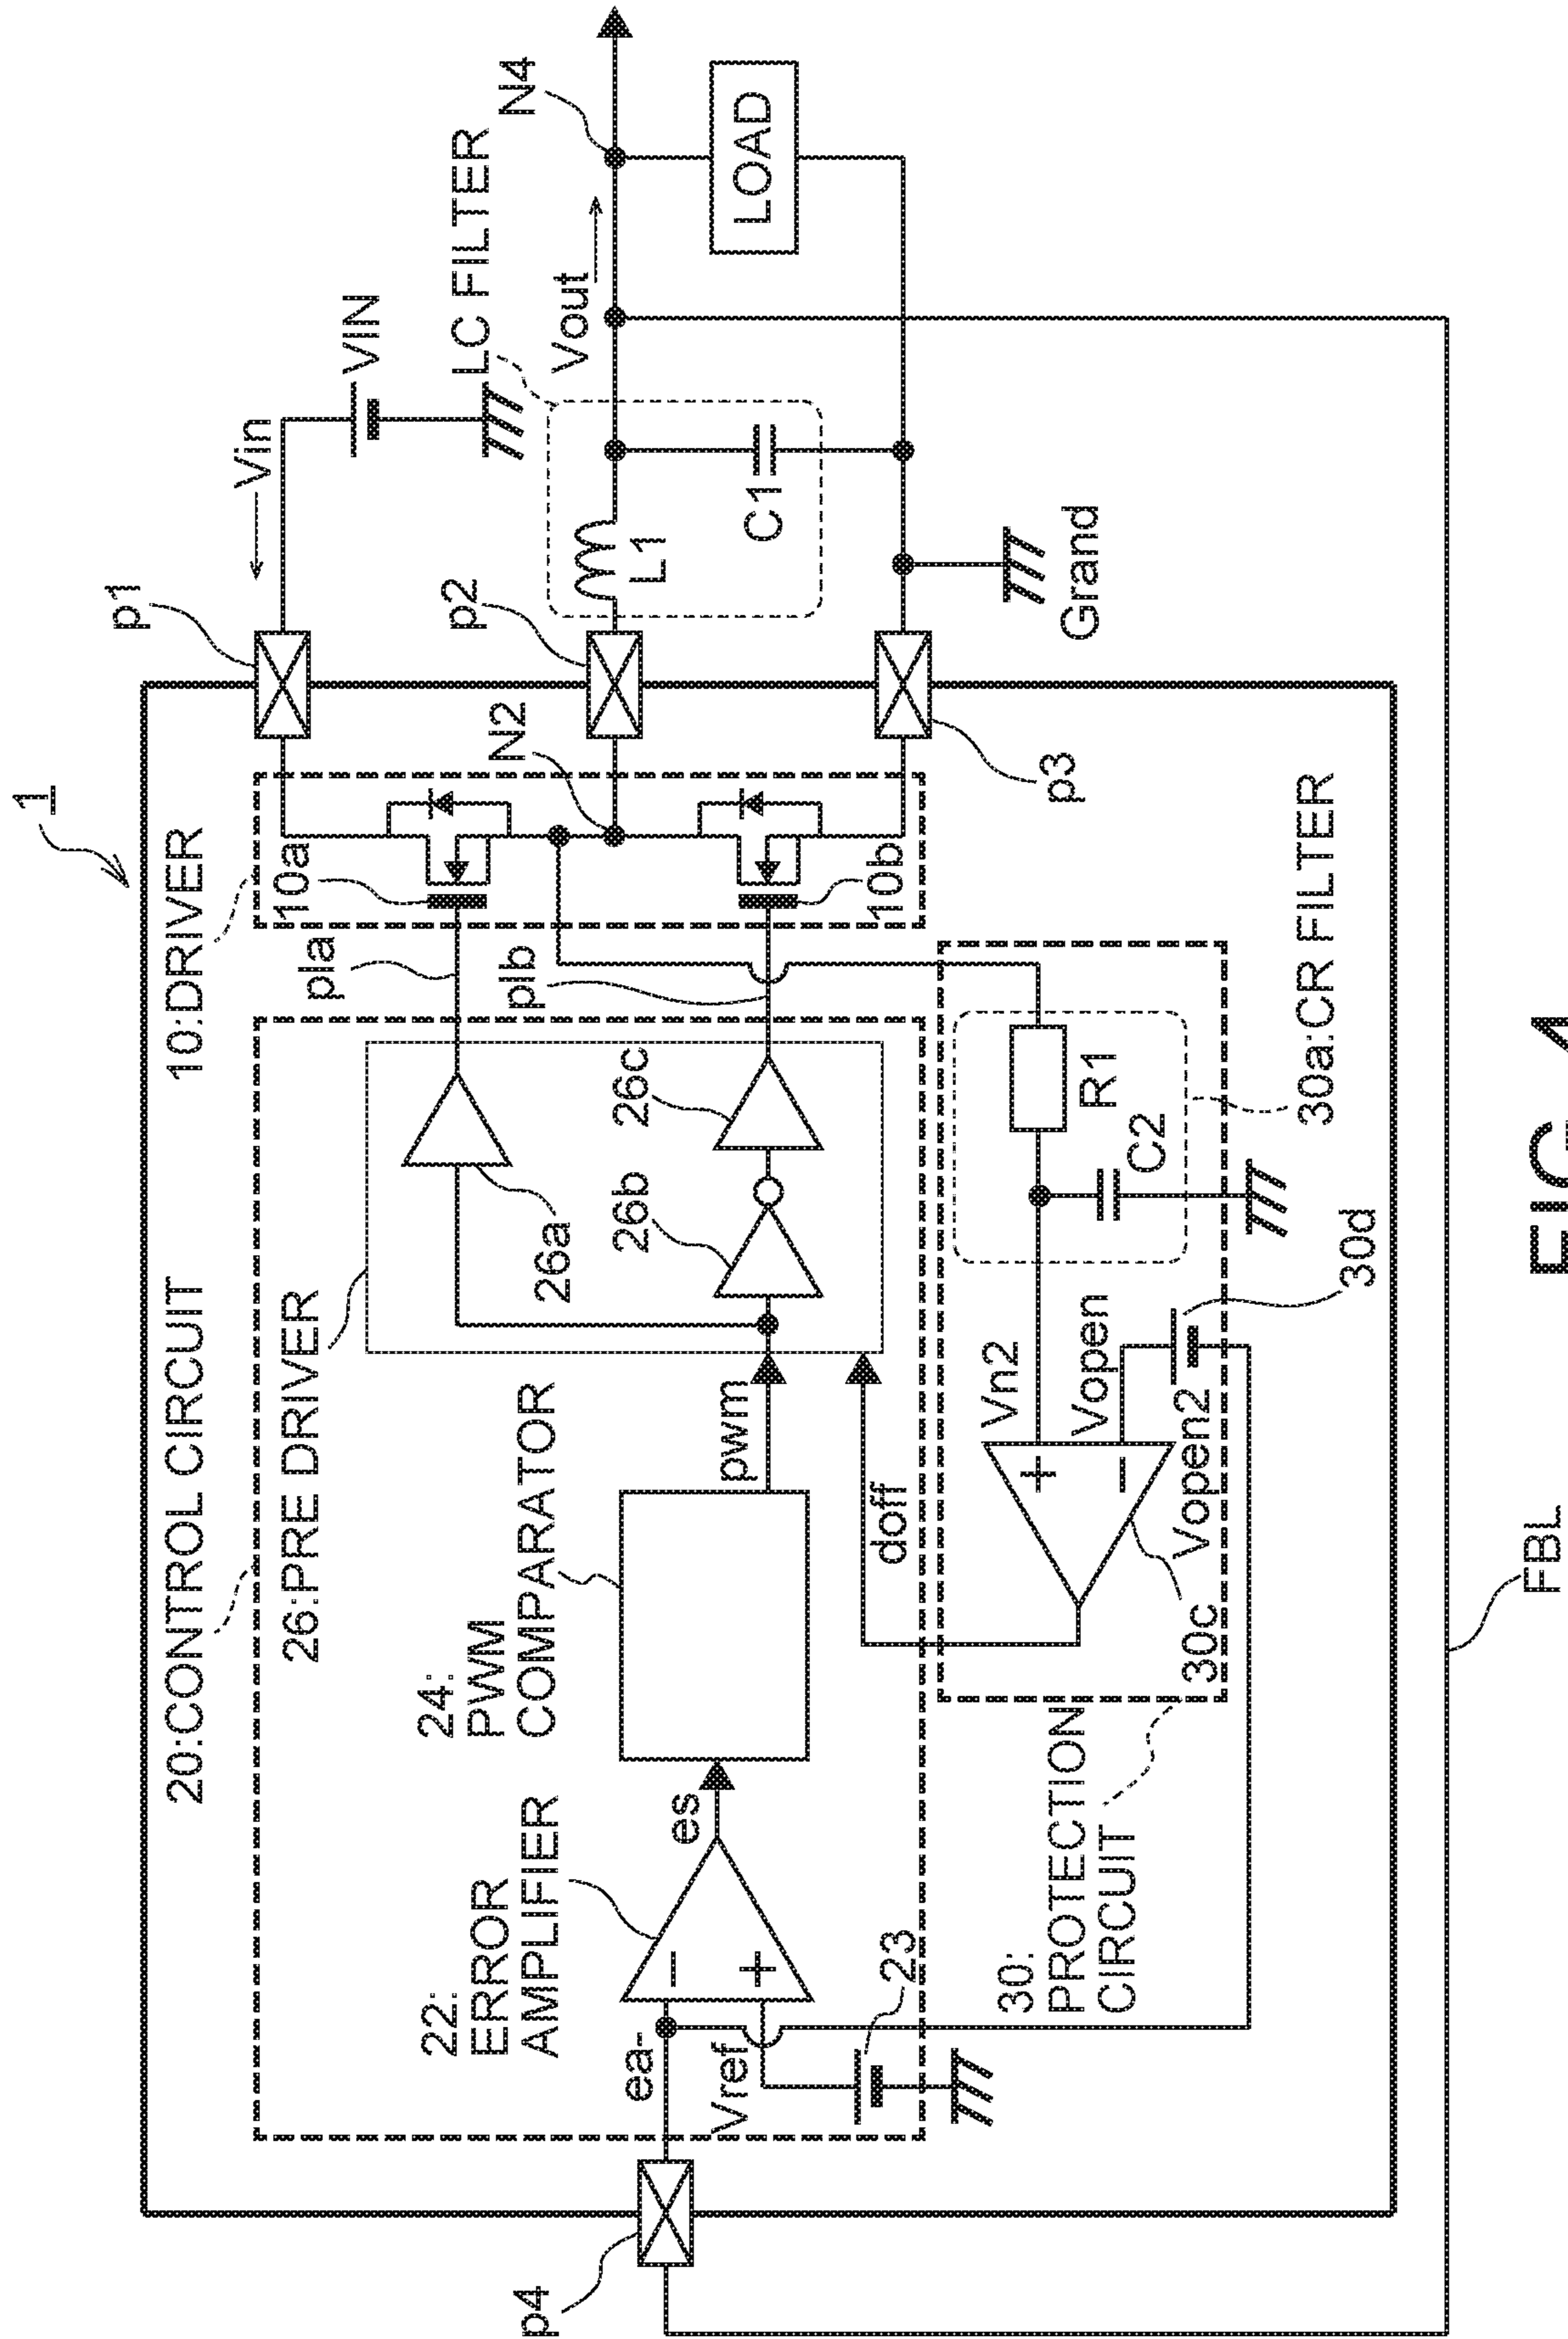 1
20:CONTROL CIRCUIT
10:DRIVER
p1
Vin
VIN
26:PRE DRIVER
pla
10a
N2
p2
LC FILTER
N4
22:
ERROR
AMPLIFIER
24:
PWM
COMPARATOR
26a
26b
26c
plb
L1
Vout
p4
ea-
es
pwm
Vref
23
doff
10b
C1
LOAD
30:
PROTECTION
CIRCUIT
Vn2
Vopen
Vopen2
30c
30d
R1
C2
p3
Grand
30a:CR FILTER
FBL